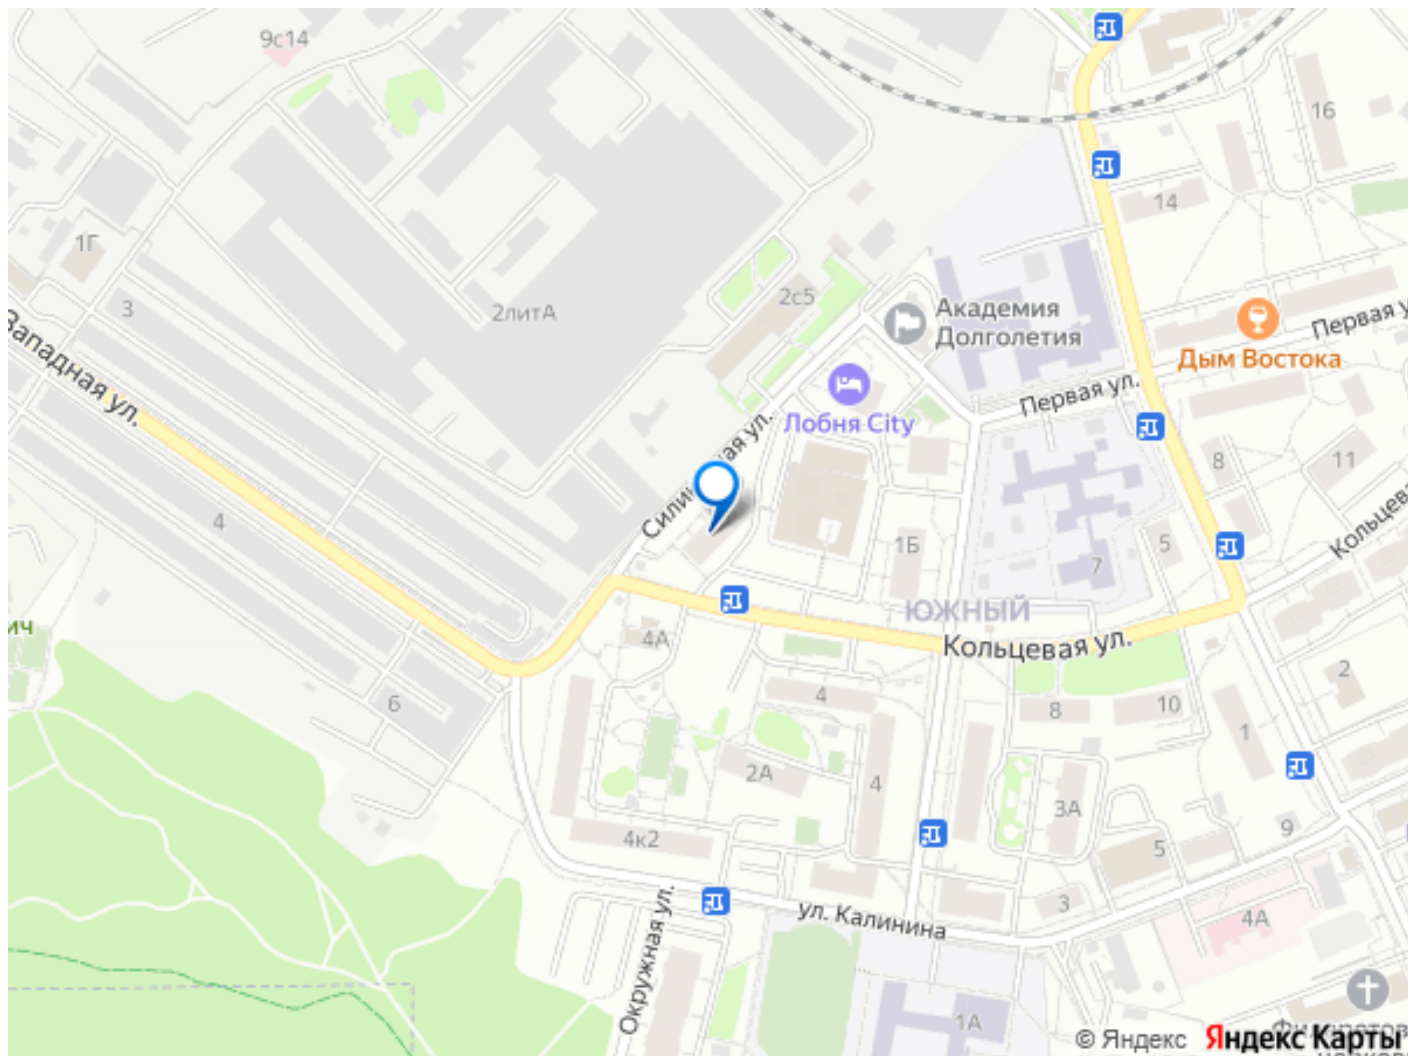 9с14
16
14
1Г
3
2с5
2литА
Академия
Долголетия
Первая у
Дым Востока
Западная ул.
Первая ул.
Лобня City
8
11
4
Кольцев
1Б
5
7
ЮЖНЫЙ
ич
4А
Кольцевая ул.
2
6
4
8
10
1
2А
4
3А
9
4к2
5
3
ул. Калинина
4А
Окружная ул.
1А
© Яндекс
Яндекс Карты